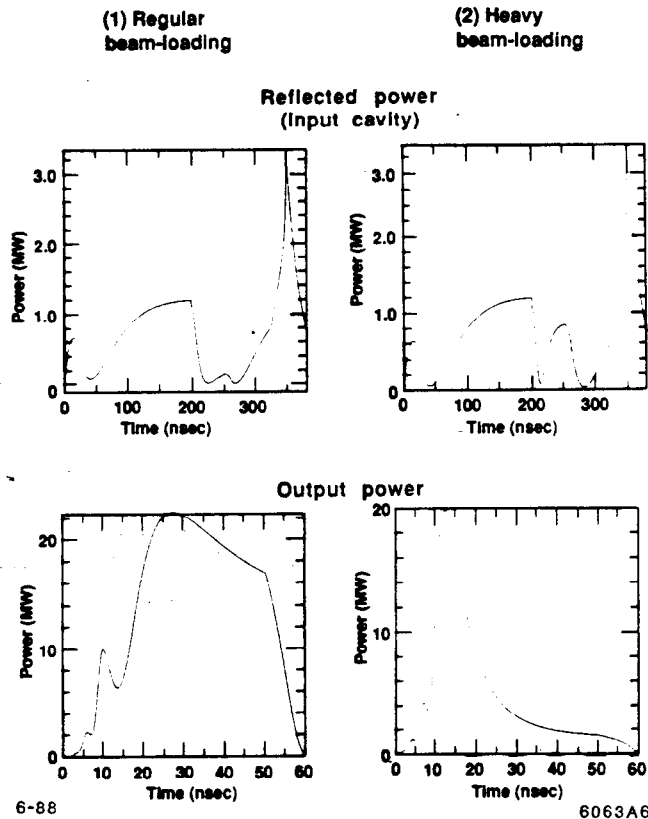 (1) Regular
beam-loading
(2) Heavy
beam-loading
Reflected power
(input cavity)
Power (MW)
3.0
2.0
1.0
0
0 100 200 300
Time (nsec)
Power (MW)
3.0
2.0
1.0
0
0 100 200 300
Time (nsec)
Output power
Power (MW)
20
10
0
0 10 20 30 40 50 60
Time (nsec)
Power (MW)
20
10
0
0 10 20 30 40 50 60
Time (nsec)
6-88
6063A6